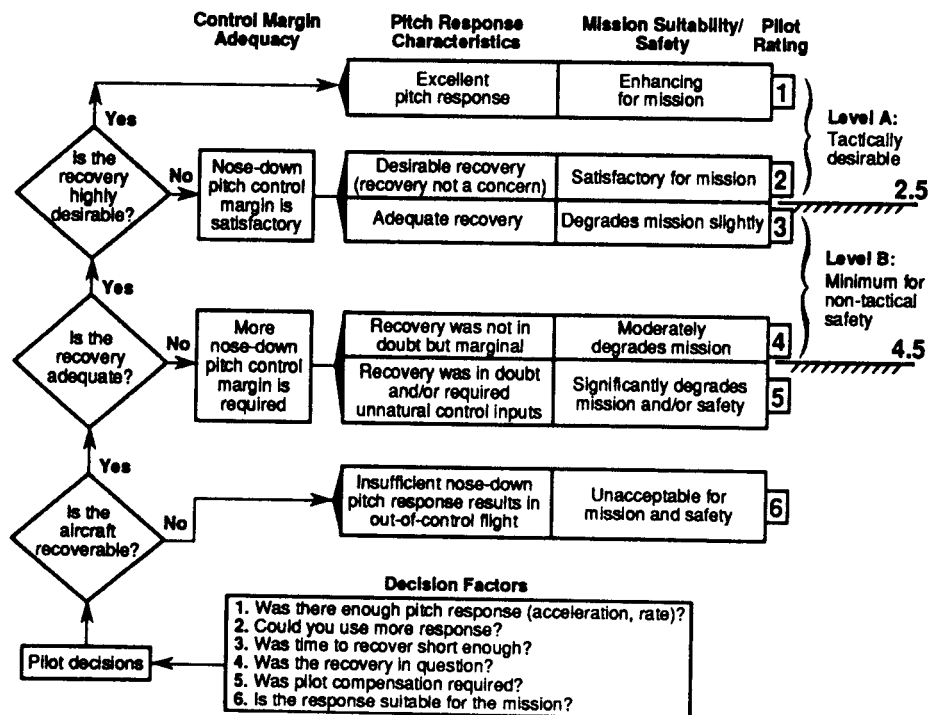 Control Margin
Adequacy
Pitch Response
Characteristics
Mission Suitability/
Safety
Pilot
Rating
Excellent
pitch response
Enhancing
for mission
1
Yes
Level A:
Tactically
desirable
Is the
recovery
highly
desirable?
No
Nose-down
pitch control
margin is
satisfactory
Desirable recovery
(recovery not a concern)
Satisfactory for mission
2
2.5
Adequate recovery
Degrades mission slightly
3
Level B:
Minimum for
non-tactical
safety
Yes
Is the
recovery
adequate?
No
More
nose-down
pitch control
margin is
required
Recovery was not in
doubt but marginal
Moderately
degrades mission
4
4.5
Recovery was in doubt
and/or required
unnatural control inputs
Significantly degrades
mission and/or safety
5
Yes
Is the
aircraft
recoverable?
No
Insufficient nose-down
pitch response results in
out-of-control flight
Unacceptable for
mission and safety
6
Decision Factors
1. Was there enough pitch response (acceleration, rate)?
2. Could you use more response?
3. Was time to recover short enough?
4. Was the recovery in question?
5. Was pilot compensation required?
6. Is the response suitable for the mission?
Pilot decisions